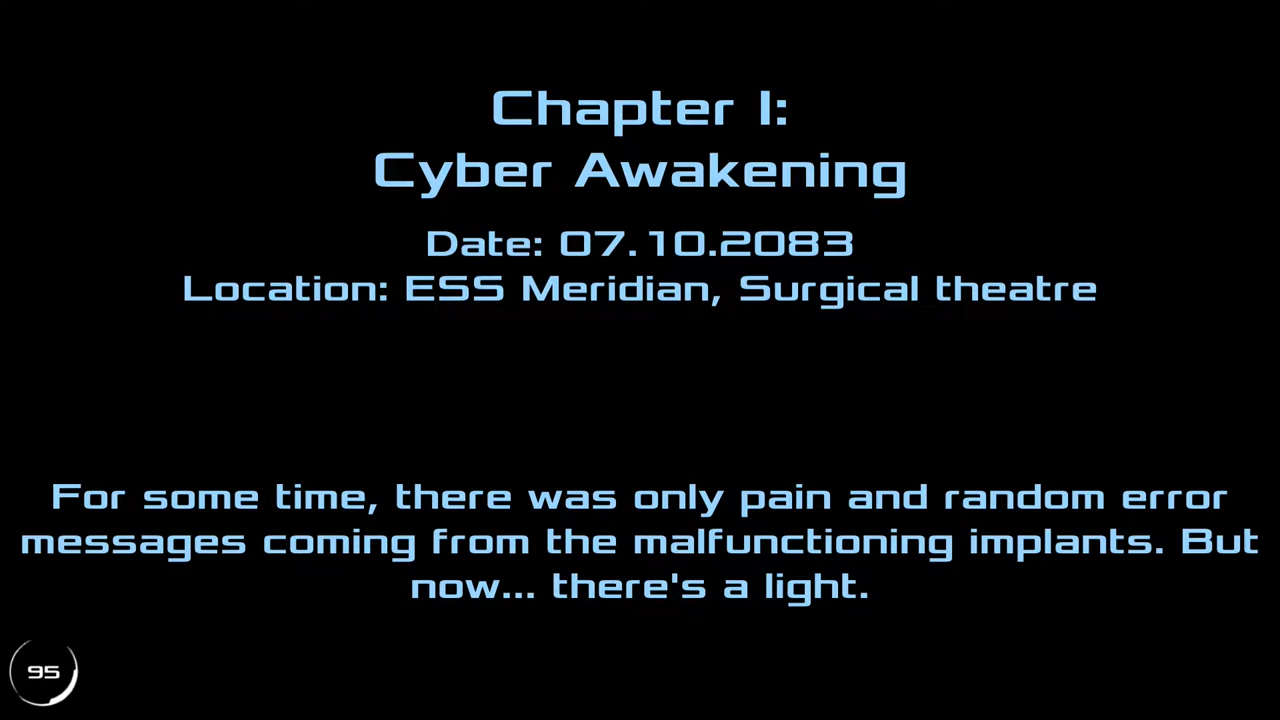 Chapter I:
Cyber Awakening
Date: 07.10.2083
Location: ESS Meridian, Surgical theatre
For some time, there was only pain and random error
messages coming from the malfunctioning implants. But
now... there's a light.
95